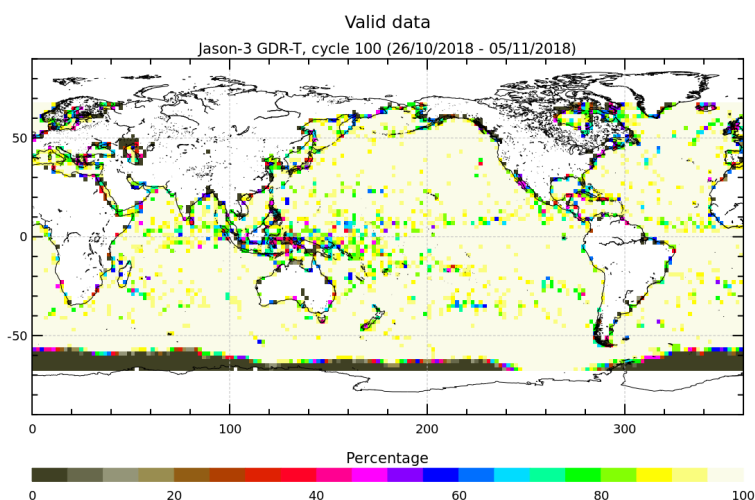 Valid data
Jason-3 GDR-T, cycle 100 (26/10/2018 - 05/11/2018)
50
0
-50
0 100 200 300
Percentage
0 20 40 60 80 100